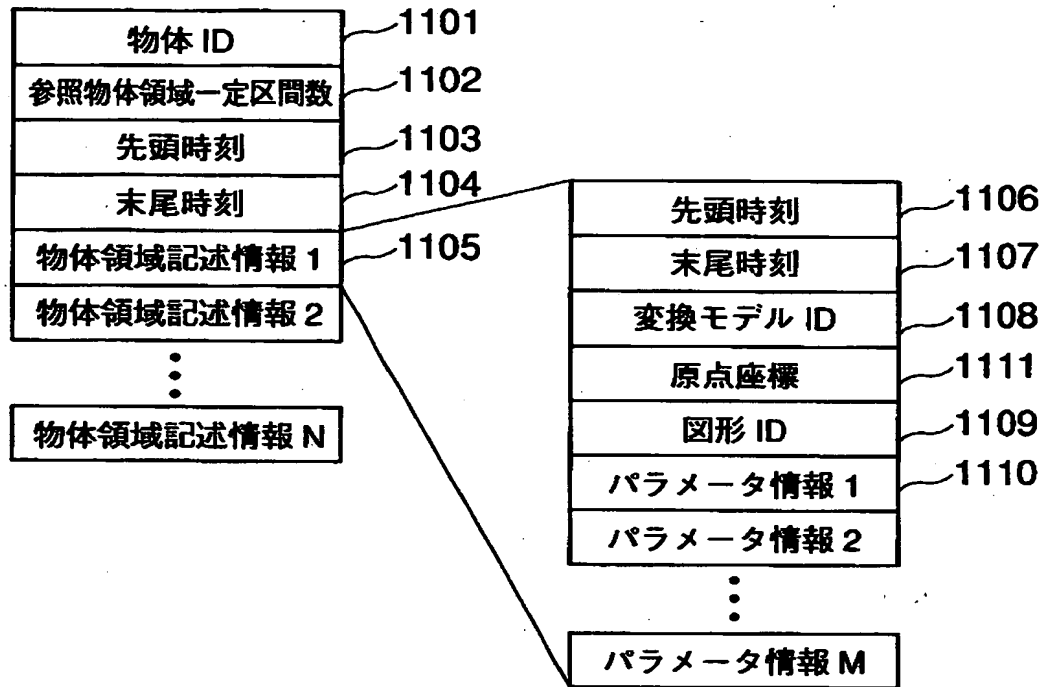 物体 ID 1101
参照物体領域一定区間数 1102
先頭時刻 1103
末尾時刻 1104
物体領域記述情報 1 1105
物体領域記述情報 2
物体領域記述情報 N
先頭時刻 1106
末尾時刻 1107
変換モデル ID 1108
原点座標 1111
図形 ID 1109
パラメータ情報 1 1110
パラメータ情報 2
パラメータ情報 M